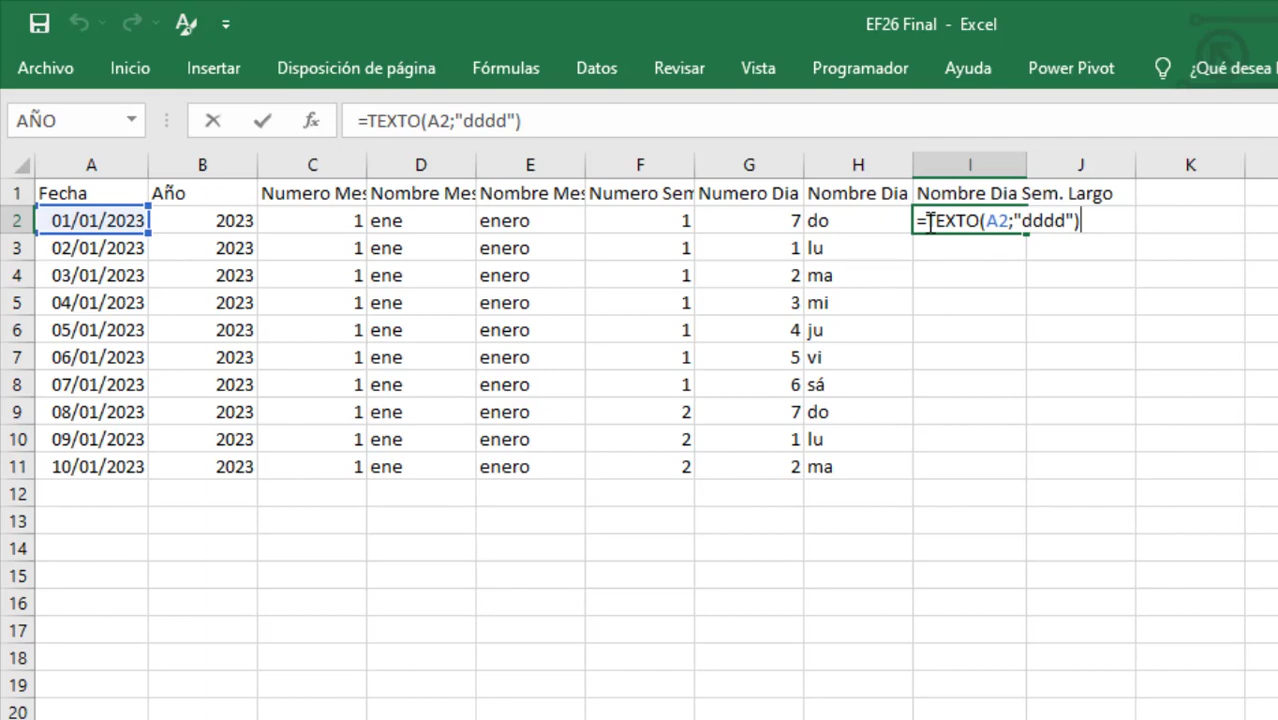 EF26 Final - Excel
Archivo Inicio Insertar Disposición de página Fórmulas Datos Revisar Vista Programador Ayuda Power Pivot ¿Qué desea
AÑO fx =TEXTO(A2;"dddd")
A B C D E F G H I J K
1 Fecha Año Numero Mes Nombre Mes Nombre Mes Numero Sem Numero Dia Nombre Dia Nombre Dia Sem. Largo
2 01/01/2023 2023 1 ene enero 1 7 do =TEXTO(A2;"dddd")
3 02/01/2023 2023 1 ene enero 1 1 lu
4 03/01/2023 2023 1 ene enero 1 2 ma
5 04/01/2023 2023 1 ene enero 1 3 mi
6 05/01/2023 2023 1 ene enero 1 4 ju
7 06/01/2023 2023 1 ene enero 1 5 vi
8 07/01/2023 2023 1 ene enero 1 6 sá
9 08/01/2023 2023 1 ene enero 2 7 do
10 09/01/2023 2023 1 ene enero 2 1 lu
11 10/01/2023 2023 1 ene enero 2 2 ma
12
13
14
15
16
17
18
19
20